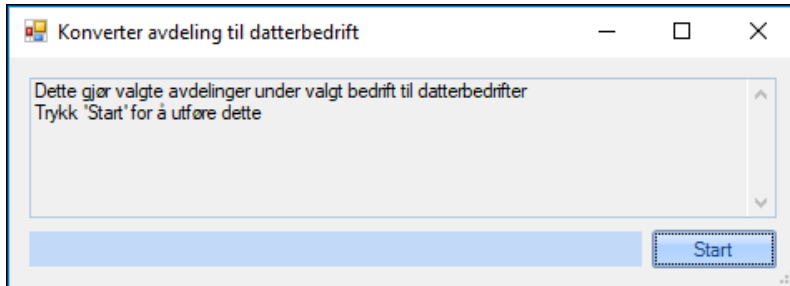 Konverter avdeling til datterbedrift
Dette gjør valgte avdelinger under valgt bedrift til datterbedrifter
Trykk 'Start' for å utføre dette
Start